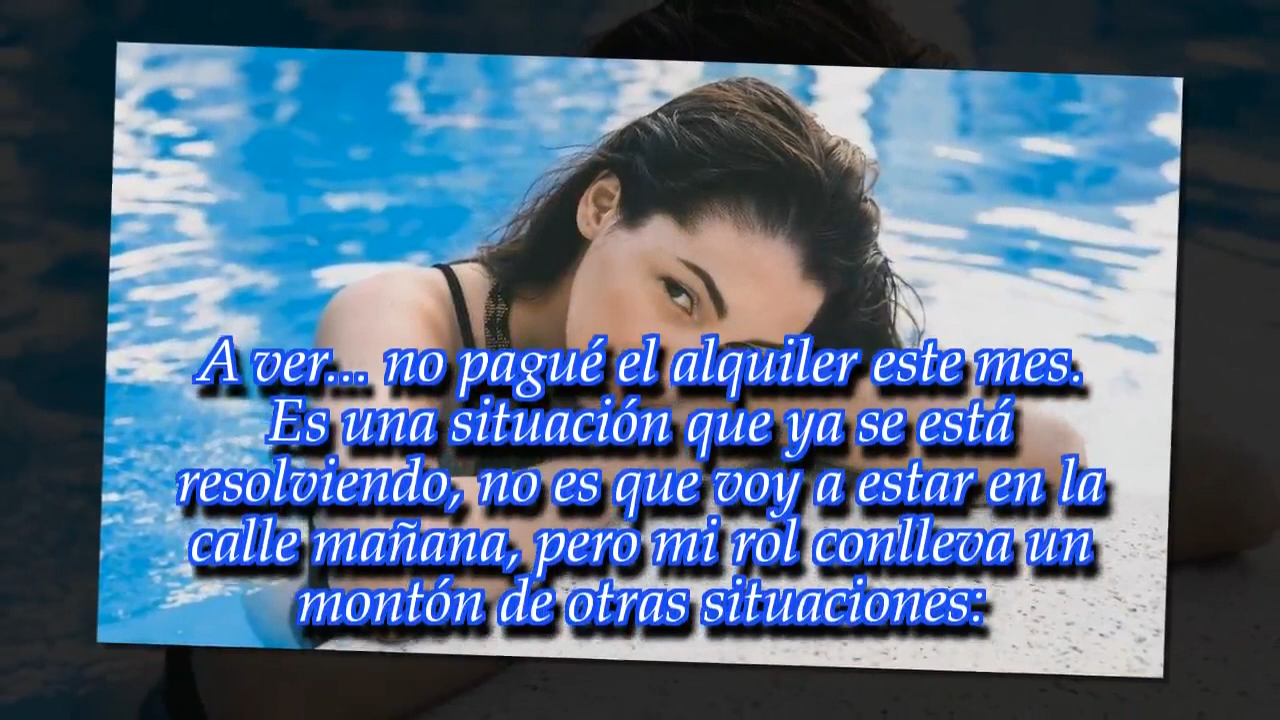 A ver... no pagué el alquiler este mes.
Es una situación que ya se está
resolviendo, no es que voy a estar en la
calle mañana, pero mi rol conlleva un
montón de otras situaciones: